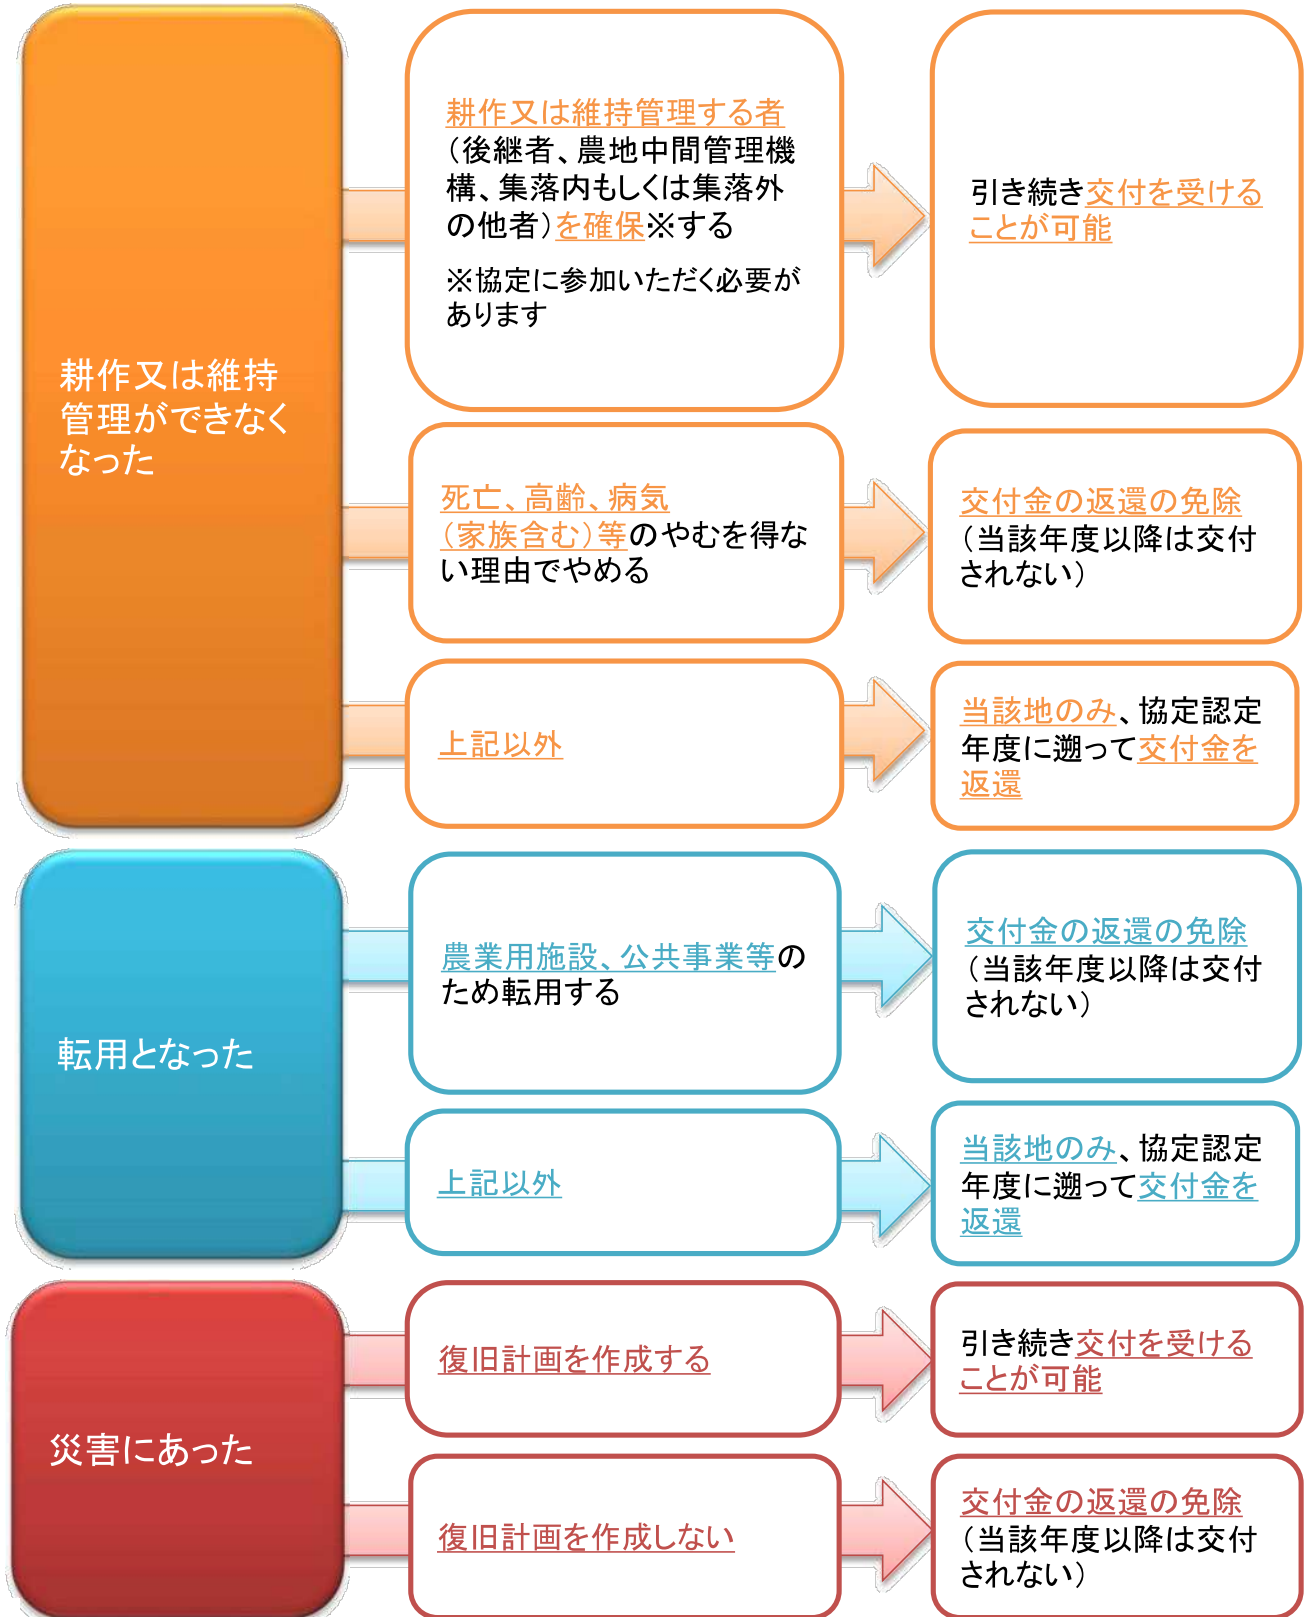 耕作又は維持
管理ができなく
なった
耕作又は維持管理する者
（後継者、農地中間管理機
構、集落内もしくは集落外
の他者）を確保※する
※協定に参加いただく必要が
あります
引き続き交付を受ける
ことが可能
死亡、高齢、病気
（家族含む）等のやむを得な
い理由でやめる
交付金の返還の免除
（当該年度以降は交付
されない）
上記以外
当該地のみ、協定認定
年度に遡って交付金を
返還
転用となった
農業用施設、公共事業等の
ため転用する
交付金の返還の免除
（当該年度以降は交付
されない）
上記以外
当該地のみ、協定認定
年度に遡って交付金を
返還
災害にあった
復旧計画を作成する
引き続き交付を受ける
ことが可能
復旧計画を作成しない
交付金の返還の免除
（当該年度以降は交付
されない）